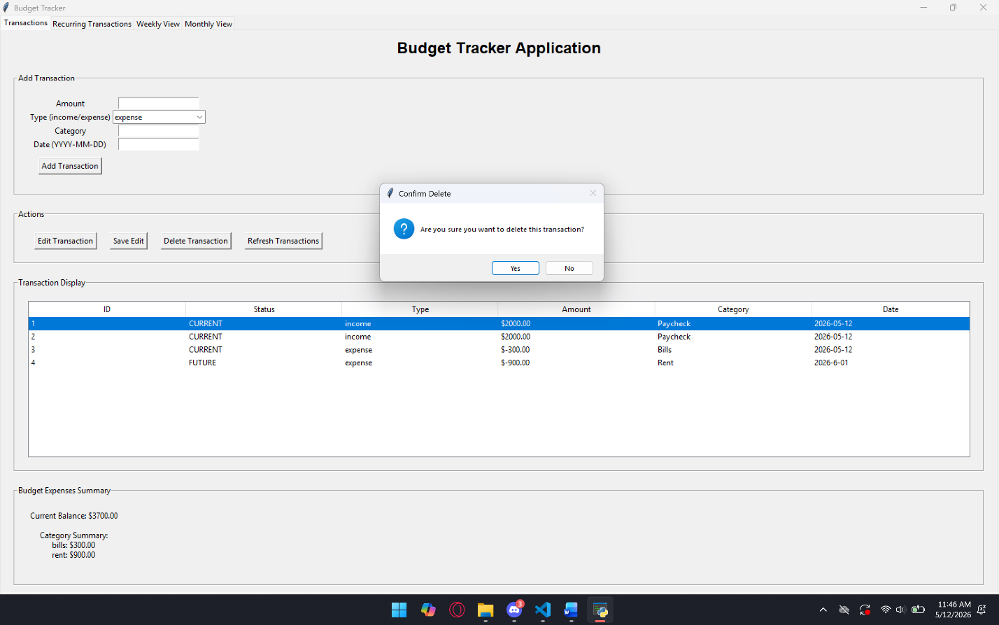 Budget Tracker
Transactions Recurring Transactions Weekly View Monthly View
Budget Tracker Application
Add Transaction
Amount
Type (income/expense) expense
Category
Date (YYYY-MM-DD)
Add Transaction
Confirm Delete
? Are you sure you want to delete this transaction?
Yes No
Actions
Edit Transaction Save Edit Delete Transaction Refresh Transactions
Transaction Display
ID Status Type Amount Category Date
1 CURRENT income $2000.00 Paycheck 2026-05-12
2 CURRENT income $2000.00 Paycheck 2026-05-12
3 CURRENT expense $-300.00 Bills 2026-05-12
4 FUTURE expense $-900.00 Rent 2026-6-01
Budget Expenses Summary
Current Balance: $3700.00
Category Summary:
bills: $300.00
rent: $900.00
3
W
11:46 AM
5/12/2026